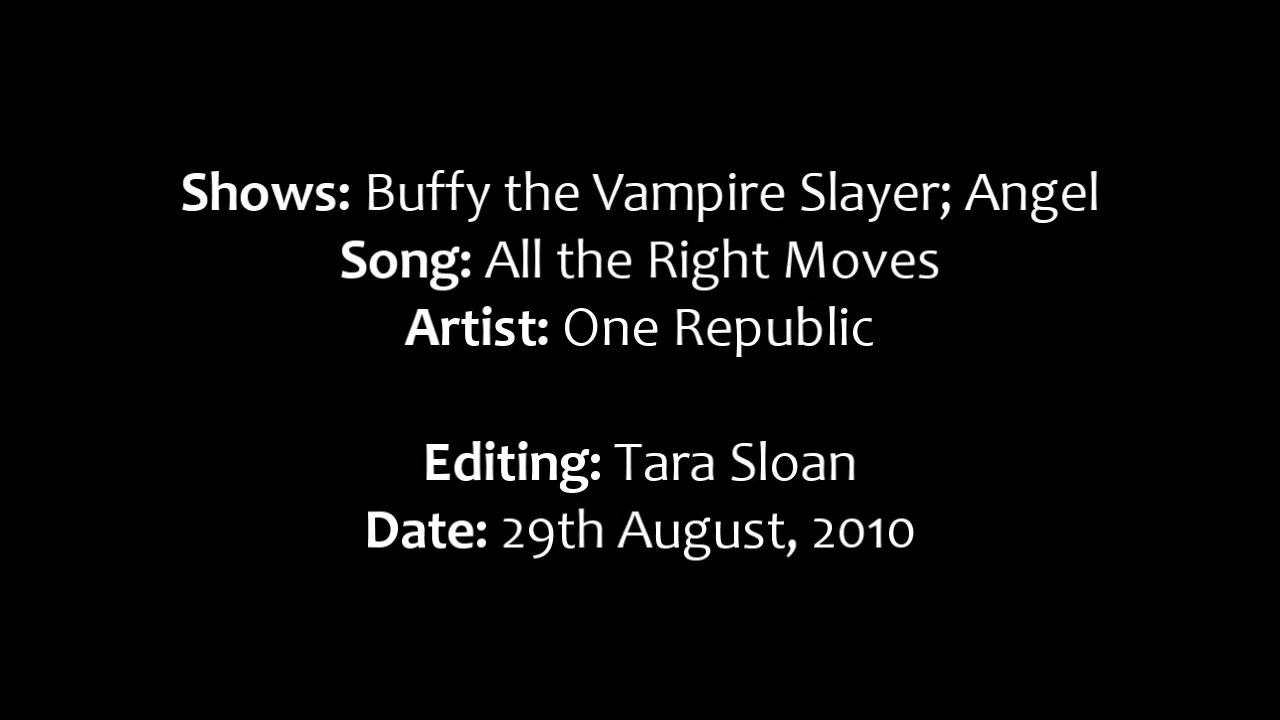 Shows: Buffy the Vampire Slayer; Angel
Song: All the Right Moves
Artist: One Republic
Editing: Tara Sloan
Date: 29th August, 2010